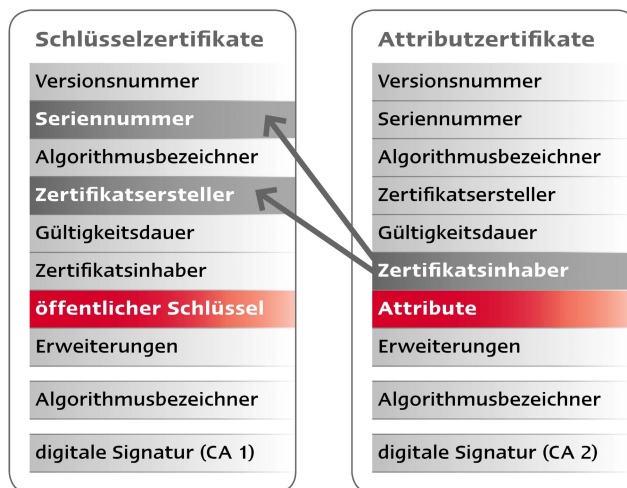 Schlüsselzertifikate
Versionsnummer
Seriennummer
Algorithmusbezeichner
Zertifikatsersteller
Gültigkeitsdauer
Zertifikatsinhaber
öffentlicher Schlüssel
Erweiterungen
Algorithmusbezeichner
digitale Signatur (CA 1)
Attributzertifikate
Versionsnummer
Seriennummer
Algorithmusbezeichner
Zertifikatsersteller
Gültigkeitsdauer
Zertifikatsinhaber
Attribute
Erweiterungen
Algorithmusbezeichner
digitale Signatur (CA 2)